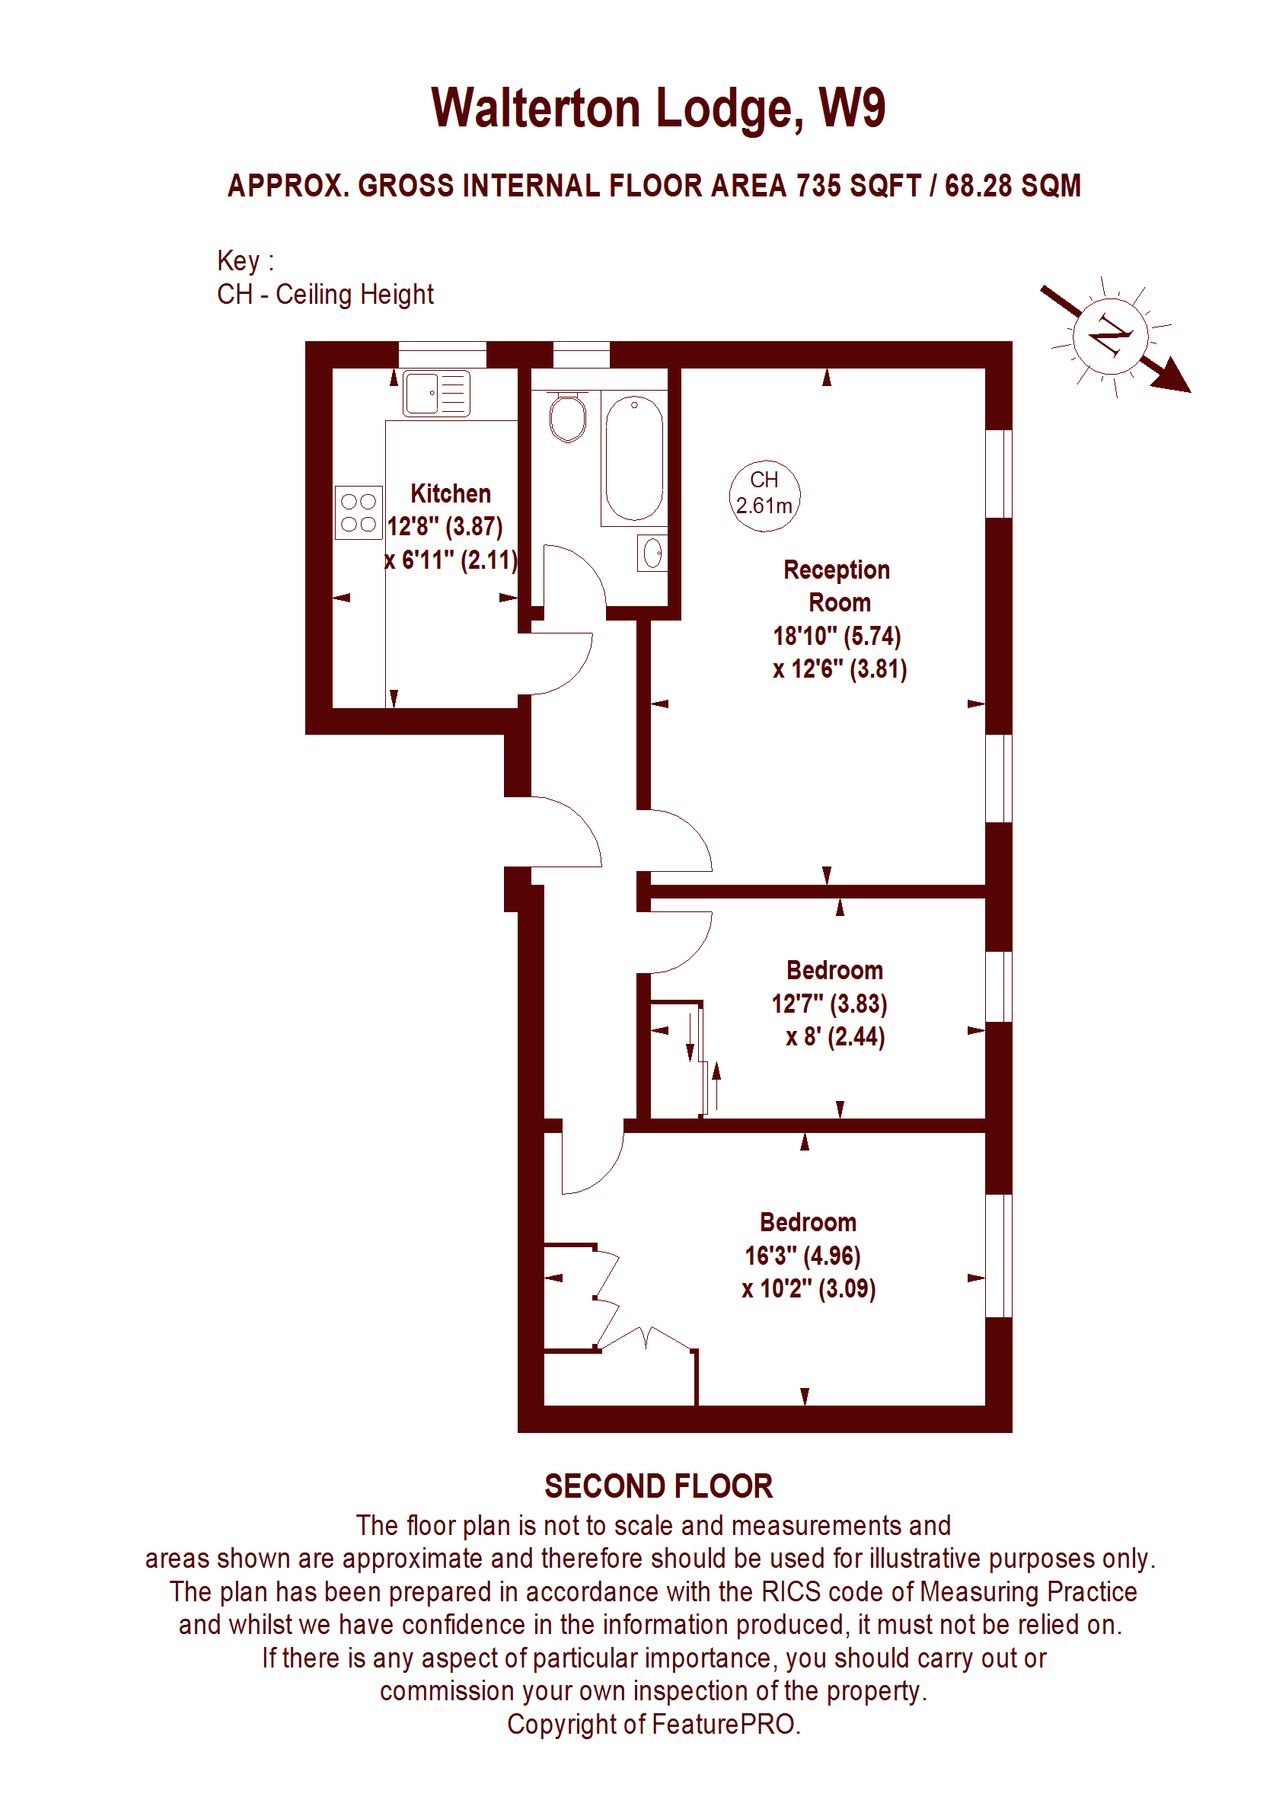 Walterton Lodge, W9
APPROX. GROSS INTERNAL FLOOR AREA 735 SQFT / 68.28 SQM
Key :
CH - Ceiling Height
N
Kitchen
12'8" (3.87)
x 6'11" (2.11)
CH
2.61m
Reception
Room
18'10" (5.74)
x 12'6" (3.81)
Bedroom
12'7" (3.83)
x 8' (2.44)
Bedroom
16'3" (4.96)
x 10'2" (3.09)
SECOND FLOOR
The floor plan is not to scale and measurements and
areas shown are approximate and therefore should be used for illustrative purposes only.
The plan has been prepared in accordance with the RICS code of Measuring Practice
and whilst we have confidence in the information produced, it must not be relied on.
If there is any aspect of particular importance, you should carry out or
commission your own inspection of the property.
Copyright of FeaturePRO.